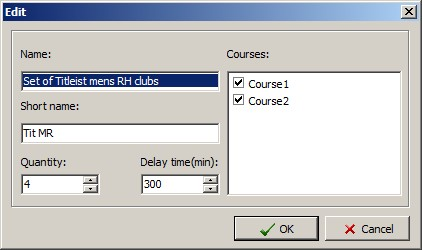 Edit
Name:
Set of Titleist mens RH clubs
Short name:
Tit MR
Quantity:
4
Delay time(min):
300
Courses:
Course1
Course2
OK
Cancel